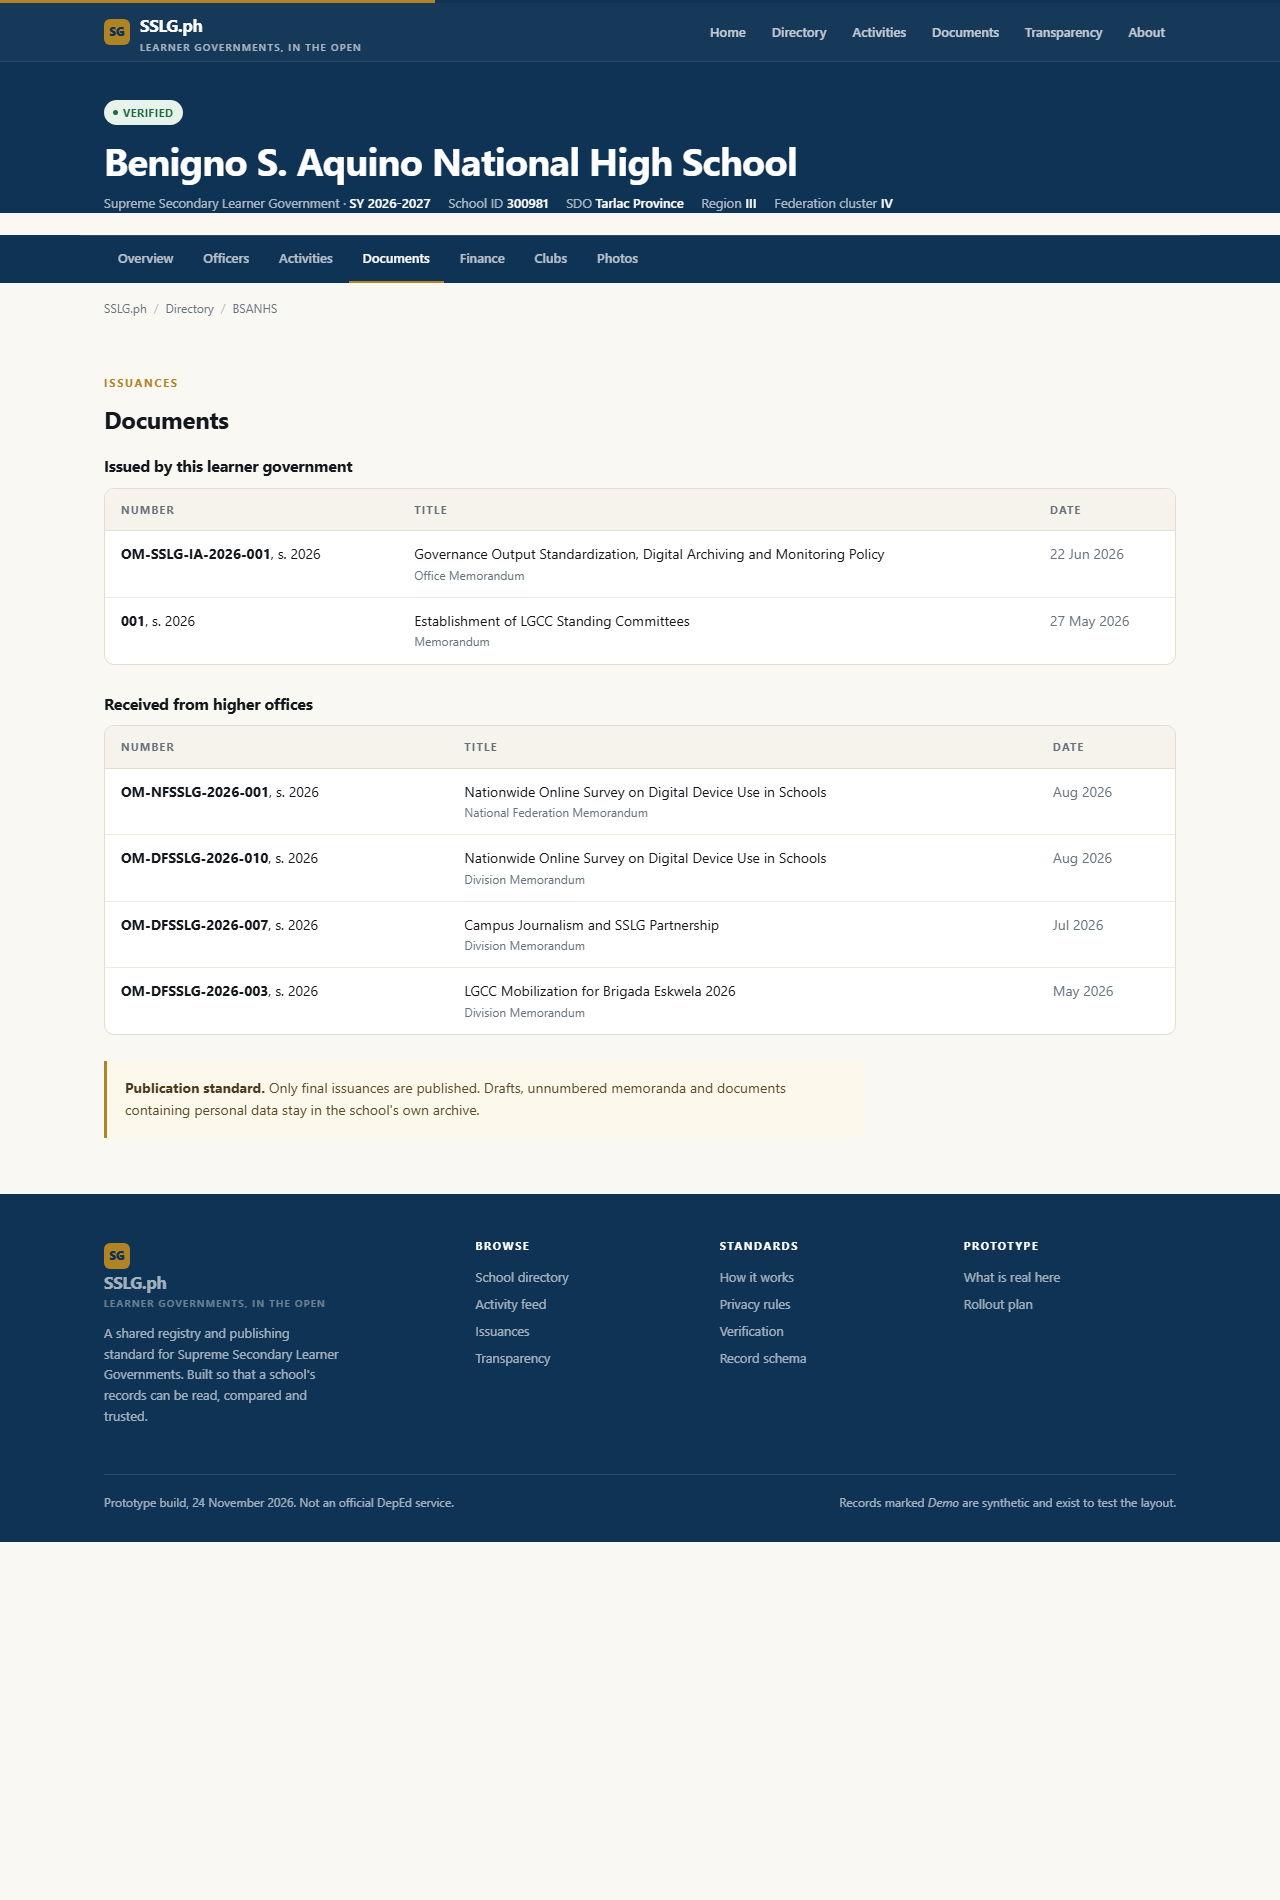 SG
SSLG.ph
LEARNER GOVERNMENTS, IN THE OPEN
Home Directory Activities Documents Transparency About
VERIFIED
Benigno S. Aquino National High School
Supreme Secondary Learner Government · SY 2026-2027 School ID 300981 SDO Tarlac Province Region III Federation cluster IV
Overview Officers Activities Documents Finance Clubs Photos
SSLG.ph / Directory / BSANHS
ISSUANCES
Documents
Issued by this learner government
NUMBER TITLE DATE
OM-SSLG-IA-2026-001, s. 2026 Governance Output Standardization, Digital Archiving and Monitoring Policy 22 Jun 2026
Office Memorandum
001, s. 2026 Establishment of LGCC Standing Committees 27 May 2026
Memorandum
Received from higher offices
NUMBER TITLE DATE
OM-NFSSLG-2026-001, s. 2026 Nationwide Online Survey on Digital Device Use in Schools Aug 2026
National Federation Memorandum
OM-DFSSLG-2026-010, s. 2026 Nationwide Online Survey on Digital Device Use in Schools Aug 2026
Division Memorandum
OM-DFSSLG-2026-007, s. 2026 Campus Journalism and SSLG Partnership Jul 2026
Division Memorandum
OM-DFSSLG-2026-003, s. 2026 LGCC Mobilization for Brigada Eskwela 2026 May 2026
Division Memorandum
Publication standard. Only final issuances are published. Drafts, unnumbered memoranda and documents
containing personal data stay in the school's own archive.
SG
SSLG.ph
LEARNER GOVERNMENTS, IN THE OPEN
A shared registry and publishing
standard for Supreme Secondary Learner
Governments. Built so that a school's
records can be read, compared and
trusted.
BROWSE
School directory
Activity feed
Issuances
Transparency
STANDARDS
How it works
Privacy rules
Verification
Record schema
PROTOTYPE
What is real here
Rollout plan
Prototype build, 24 November 2026. Not an official DepEd service.
Records marked Demo are synthetic and exist to test the layout.